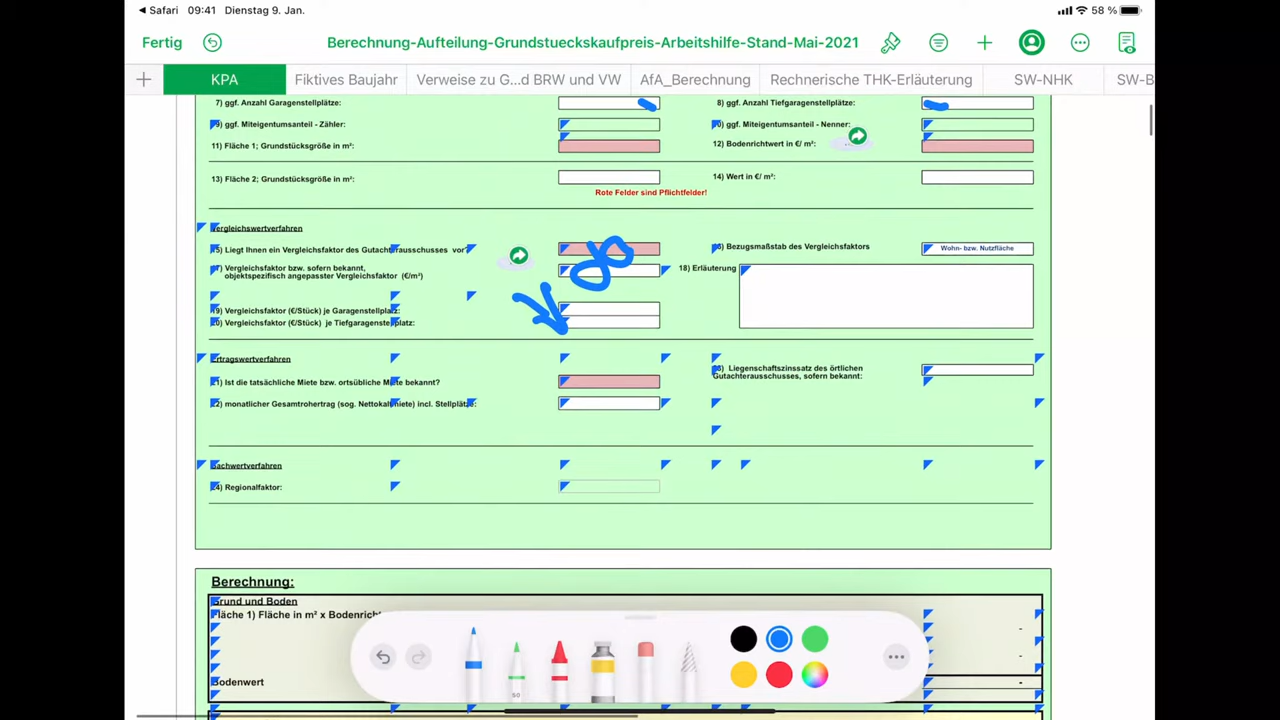 Safari 09:41 Dienstag 9. Jan. 58 %
Fertig Berechnung-Aufteilung-Grundstueckskaufpreis-Arbeitshilfe-Stand-Mai-2021
KPA Fiktives Baujahr Verweise zu G...d BRW und VW AfA_Berechnung Rechnerische THK-Erläuterung SW-NHK SW-B
7) ggf. Anzahl Garagenstellplätze: 8) ggf. Anzahl Tiefgaragenstellplätze:
ggf. Miteigentumsanteil - Zähler: ggf. Miteigentumsanteil - Nenner:
11) Fläche 1; Grundstücksgröße in m²: 12) Bodenrichtwert in €/ m²:
13) Fläche 2; Grundstücksgröße in m²: 14) Wert in €/ m²:
Rote Felder sind Pflichtfelder!
Vergleichswertverfahren
Liegt Ihnen ein Vergleichsfaktor des Gutachterausschusses vor? Bezugsmaßstab des Vergleichsfaktors Wohn- bzw. Nutzfläche
Vergleichsfaktor bzw. sofern bekannt, 18) Erläuterung
objektspezifisch angepasster Vergleichsfaktor (€/m²)
Vergleichsfaktor (€/Stück) je Garagenstellplatz:
Vergleichsfaktor (€/Stück) je Tiefgaragenstellplatz:
Ertragswertverfahren
Liegenschaftszinssatz des örtlichen
Gutachterausschusses, sofern bekannt:
Ist die tatsächliche Miete bzw. ortsübliche Miete bekannt?
monatlicher Gesamtrohertrag (sog. Nettokaltmiete) incl. Stellplätze:
Sachwertverfahren
Regionalfaktor:
Berechnung:
Grund und Boden
Fläche 1) Fläche in m² x
-
-
Bodenwert -
50